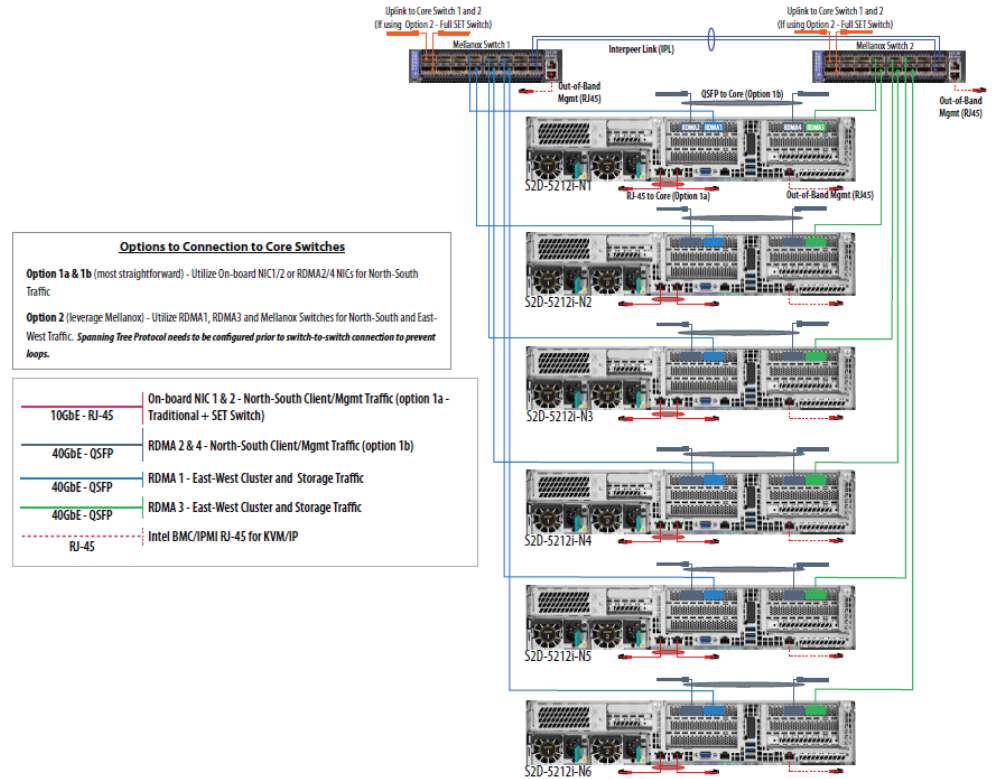 Uplink to Core Switch 1 and 2
(If using Option 2 - Full SET Switch)
Uplink to Core Switch 1 and 2
(If using Option 2 - Full SET Switch)
Mellanox Switch 1
Interpeer Link (IPL)
Mellanox Switch 2
Out-of-Band
Mgmt (RJ45)
QSFP to Core (Option 1b)
Out-of-Band
Mgmt (RJ45)
RDMA2 RDMA1
RDMA4 RDMA3
S2D-5212i-N1
RJ-45 to Core (Option 1a)
Out-of-Band Mgmt (RJ45)
S2D-5212i-N2
Options to Connection to Core Switches
Option 1a & 1b (most straightforward) - Utilize On-board NIC1/2 or RDMA2/4 NICs for North-South
Traffic
Option 2 (leverage Mellanox) - Utilize RDMA1, RDMA3 and Mellanox Switches for North-South and East-
West Traffic. Spanning Tree Protocol needs to be configured prior to switch-to-switch connection to prevent
loops.
10GbE - RJ-45
On-board NIC 1 & 2 - North-South Client/Mgmt Traffic (option 1a -
Traditional + SET Switch)
40GbE - QSFP
RDMA 2 & 4 - North-South Client/Mgmt Traffic (option 1b)
40GbE - QSFP
RDMA 1 - East-West Cluster and Storage Traffic
40GbE - QSFP
RDMA 3 - East-West Cluster and Storage Traffic
RJ-45
Intel BMC/IPMI RJ-45 for KVM/IP
S2D-5212i-N3
S2D-5212i-N4
S2D-5212i-N5
S2D-5212i-N6